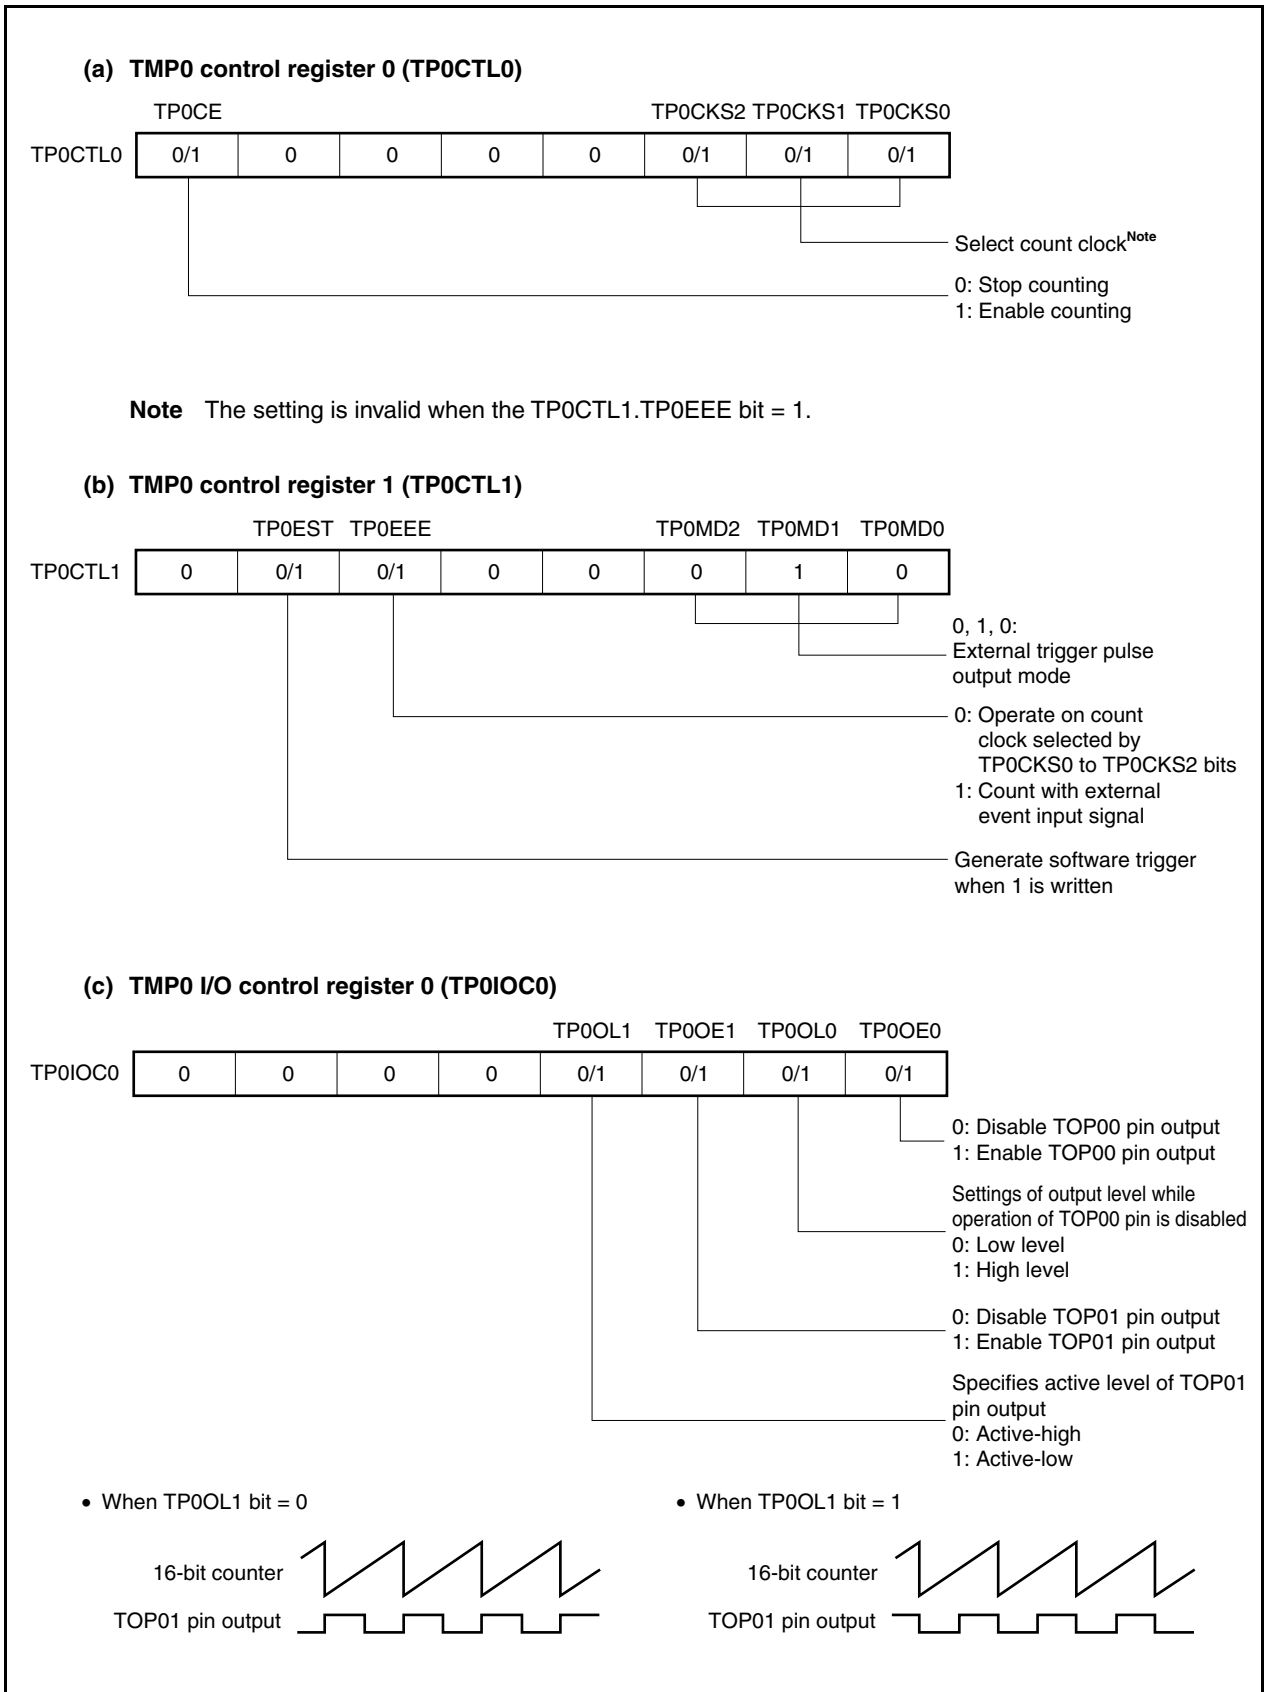 (a) TMP0 control register 0 (TP0CTL0)
TP0CE TP0CKS2 TP0CKS1 TP0CKS0
TP0CTL0 0/1 0 0 0 0 0/1 0/1 0/1
Select count clockNote
0: Stop counting
1: Enable counting
Note The setting is invalid when the TP0CTL1.TP0EEE bit = 1.
(b) TMP0 control register 1 (TP0CTL1)
TP0EST TP0EEE TP0MD2 TP0MD1 TP0MD0
TP0CTL1 0 0/1 0/1 0 0 0 1 0
0, 1, 0:
External trigger pulse
output mode
0: Operate on count
clock selected by
TP0CKS0 to TP0CKS2 bits
1: Count with external
event input signal
Generate software trigger
when 1 is written
(c) TMP0 I/O control register 0 (TP0IOC0)
TP0OL1 TP0OE1 TP0OL0 TP0OE0
TP0IOC0 0 0 0 0 0/1 0/1 0/1 0/1
0: Disable TOP00 pin output
1: Enable TOP00 pin output
Settings of output level while
operation of TOP00 pin is disabled
0: Low level
1: High level
0: Disable TOP01 pin output
1: Enable TOP01 pin output
Specifies active level of TOP01
pin output
0: Active-high
1: Active-low
• When TP0OL1 bit = 0
16-bit counter
TOP01 pin output
• When TP0OL1 bit = 1
16-bit counter
TOP01 pin output